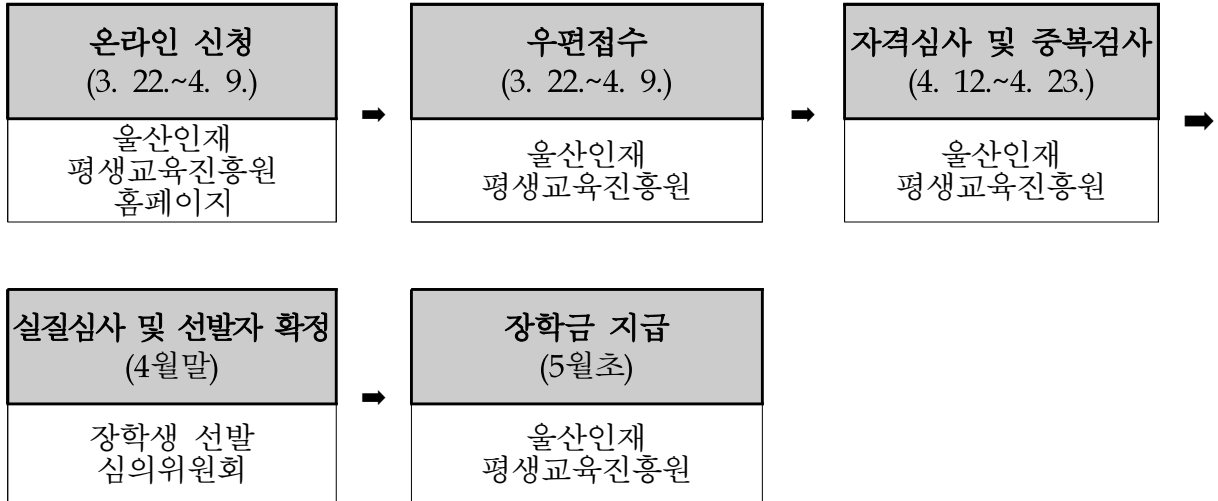 온라인 신청
(3. 22.~4. 9.)
울산인재
평생교육진흥원
홈페이지
➡
우편접수
(3. 22.~4. 9.)
울산인재
평생교육진흥원
➡
자격심사 및 중복검사
(4. 12.~4. 23.)
울산인재
평생교육진흥원
➡
실질심사 및 선발자 확정
(4월말)
장학생 선발
심의위원회
➡
장학금 지급
(5월초)
울산인재
평생교육진흥원